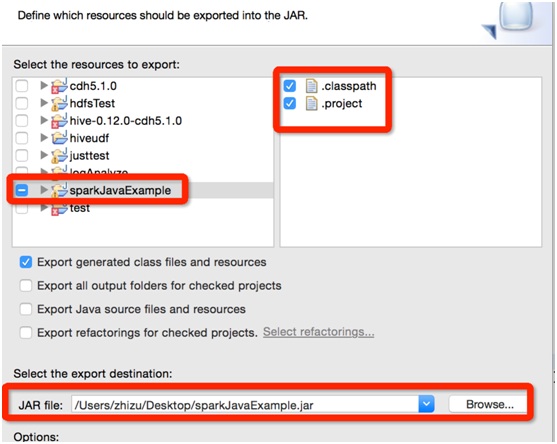 Define which resources should be exported into the JAR.
Select the resources to export:
cdh5.1.0
hdfsTest
hive-0.12.0-cdh5.1.0
hiveudf
justtest
logAnalyze
sparkJavaExample
test
.classpath
.project
Export generated class files and resources
Export all output folders for checked projects
Export Java source files and resources
Export refactorings for checked projects. Select refactorings...
Select the export destination:
JAR file: /Users/zhizu/Desktop/sparkJavaExample.jar Browse...
Options: